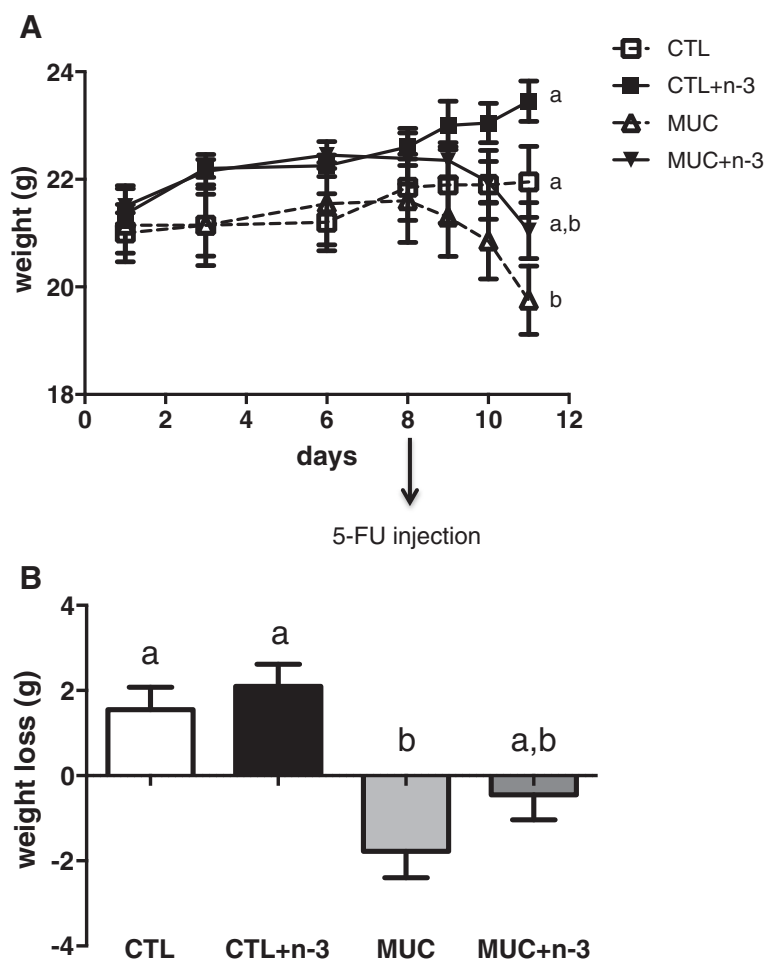 A
24
22
20
18
weight (g)
0 2 4 6 8 10 12
days
5-FU injection
a
a
a,b
b
CTL
CTL+n-3
MUC
MUC+n-3
B
4
2
0
-2
-4
weight loss (g)
a a b a,b
CTL CTL+n-3 MUC MUC+n-3